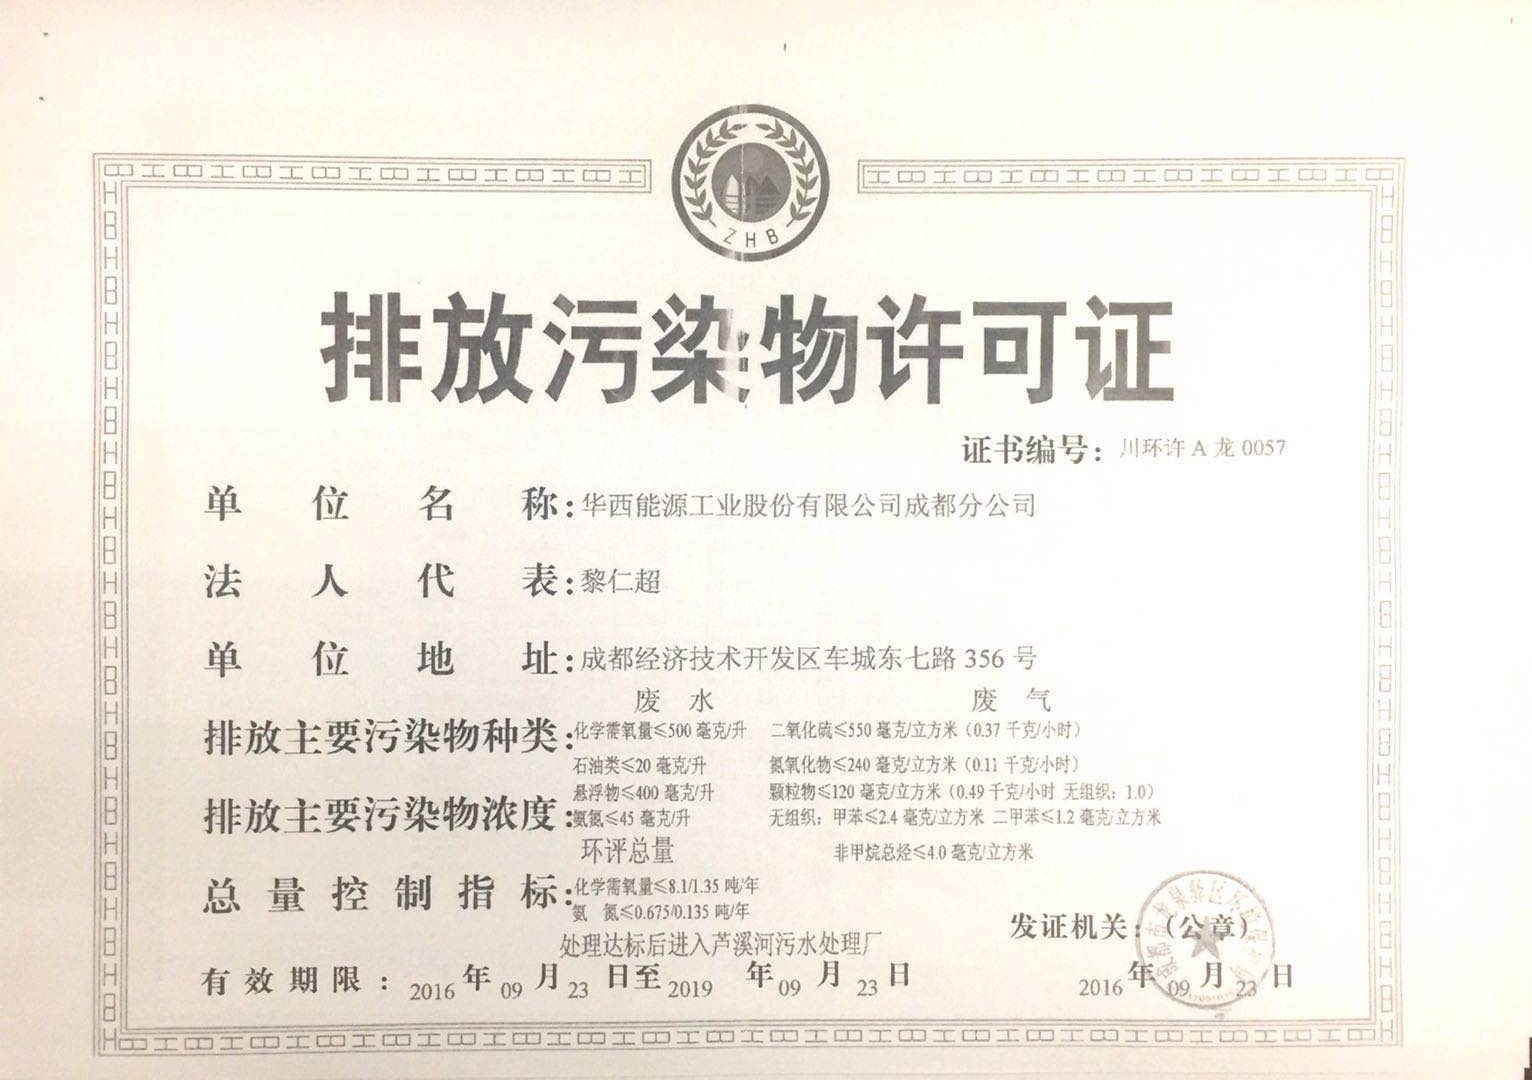 ZHB
排放污染物许可证
证书编号：川环许A龙0057
单位名称：华西能源工业股份有限公司成都分公司
法人代表：黎仁超
单位地址：成都经济技术开发区车城东七路356号
废水 废气
排放主要污染物种类：化学需氧量≤500毫克/升 二氧化硫≤550毫克/立方米（0.37千克/小时）
石油类≤20毫克/升 氮氧化物≤240毫克/立方米（0.11千克/小时）
悬浮物≤400毫克/升 颗粒物≤120毫克/立方米（0.49千克/小时 无组织：1.0）
排放主要污染物浓度：氨氮≤45毫克/升 无组织：甲苯≤2.4毫克/立方米 二甲苯≤1.2毫克/立方米
环评总量 非甲烷总烃≤4.0毫克/立方米
总量控制指标：化学需氧量≤8.1/1.35吨/年
氨 氮≤0.675/0.135吨/年
发证机关：（公章）
处理达标后进入芦溪河污水处理厂
有效期限：2016年09月23日至2019年09月23日 2016年09月23日